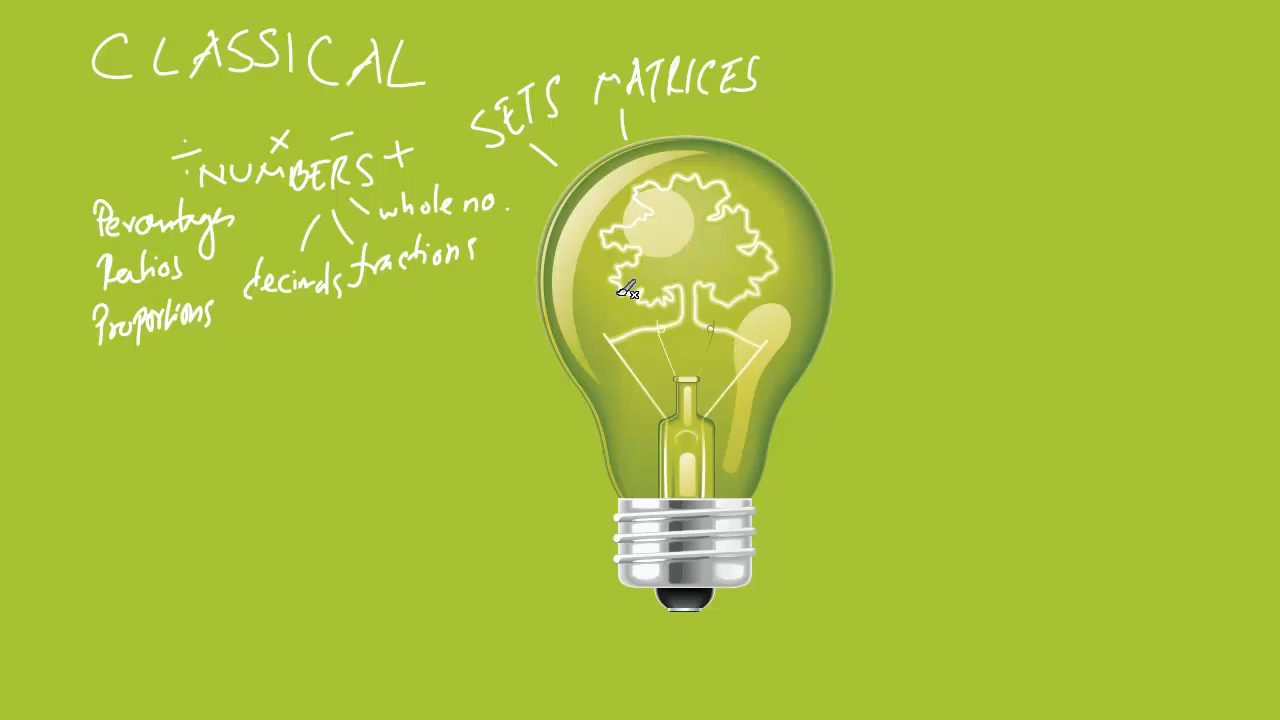 CLASSICAL
SETS MATRICES
÷ × − +
NUMBERS
Percentages
whole no.
Ratios
decimals fractions
Proportions